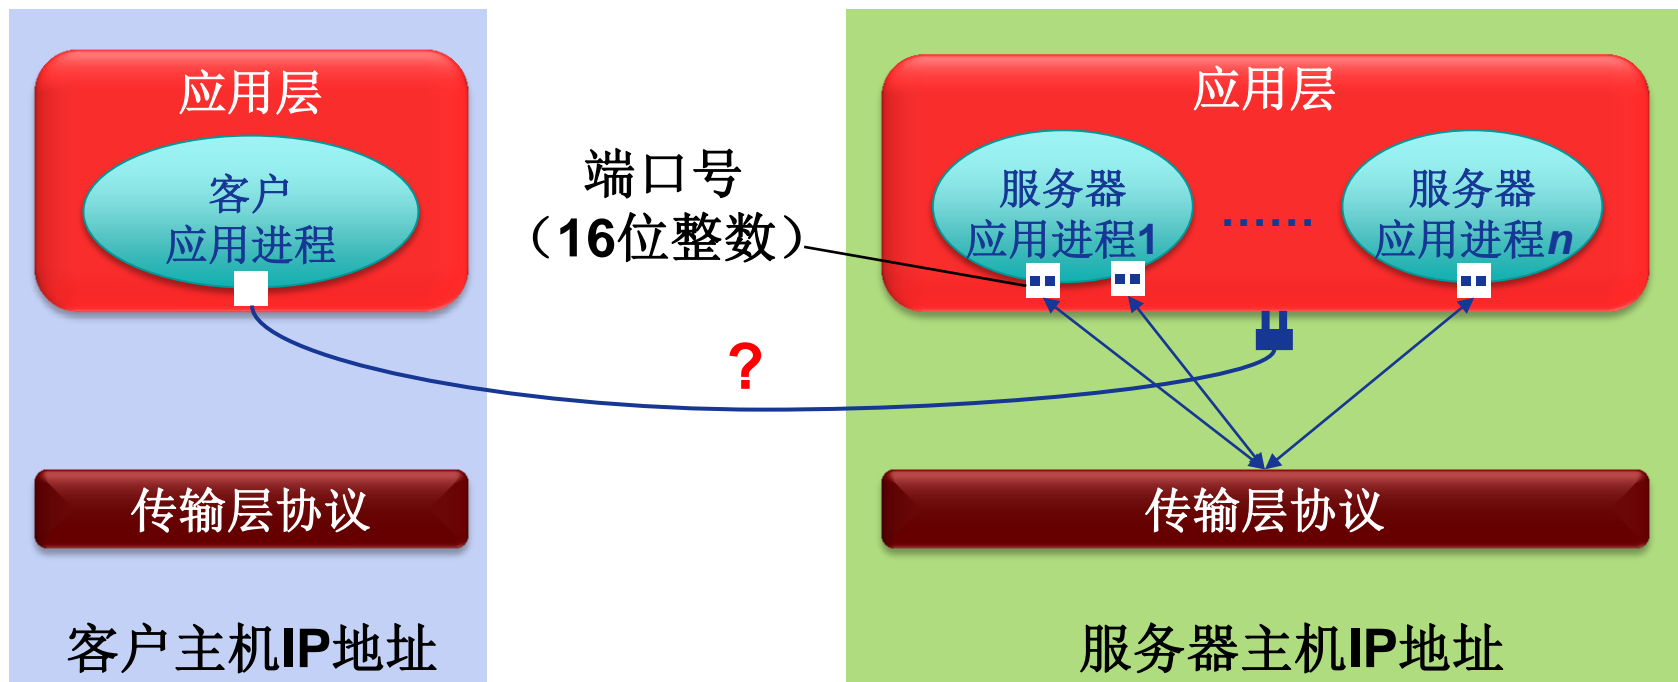 应用层
客户
应用进程
传输层协议
客户主机IP地址
端口号
（16位整数）
?
应用层
服务器
应用进程1
……
服务器
应用进程n
传输层协议
服务器主机IP地址